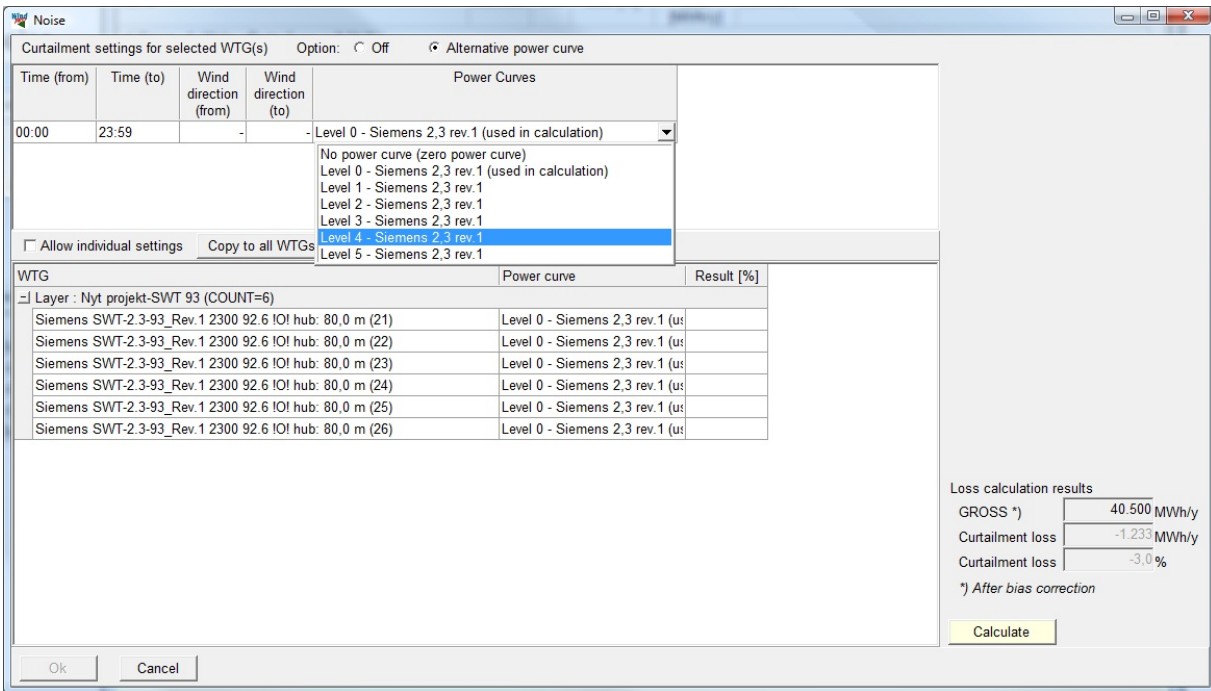 Noise
Curtailment settings for selected WTG(s) Option: Off Alternative power curve
Time (from) Time (to) Wind direction (from) Wind direction (to) Power Curves
00:00 23:59 - - Level 0 - Siemens 2,3 rev.1 (used in calculation)
No power curve (zero power curve)
Level 0 - Siemens 2,3 rev.1 (used in calculation)
Level 1 - Siemens 2,3 rev.1
Level 2 - Siemens 2,3 rev.1
Level 3 - Siemens 2,3 rev.1
Level 4 - Siemens 2,3 rev.1
Level 5 - Siemens 2,3 rev.1
Allow individual settings Copy to all WTGs
WTG Power curve Result [%]
Layer : Nyt projekt-SWT 93 (COUNT=6)
Siemens SWT-2.3-93_Rev.1 2300 92.6 !O! hub: 80,0 m (21) Level 0 - Siemens 2,3 rev.1 (us
Siemens SWT-2.3-93_Rev.1 2300 92.6 !O! hub: 80,0 m (22) Level 0 - Siemens 2,3 rev.1 (us
Siemens SWT-2.3-93_Rev.1 2300 92.6 !O! hub: 80,0 m (23) Level 0 - Siemens 2,3 rev.1 (us
Siemens SWT-2.3-93_Rev.1 2300 92.6 !O! hub: 80,0 m (24) Level 0 - Siemens 2,3 rev.1 (us
Siemens SWT-2.3-93_Rev.1 2300 92.6 !O! hub: 80,0 m (25) Level 0 - Siemens 2,3 rev.1 (us
Siemens SWT-2.3-93_Rev.1 2300 92.6 !O! hub: 80,0 m (26) Level 0 - Siemens 2,3 rev.1 (us
Loss calculation results
GROSS *) 40.500 MWh/y
Curtailment loss -1.233 MWh/y
Curtailment loss -3,0 %
*) After bias correction
Calculate
Ok Cancel